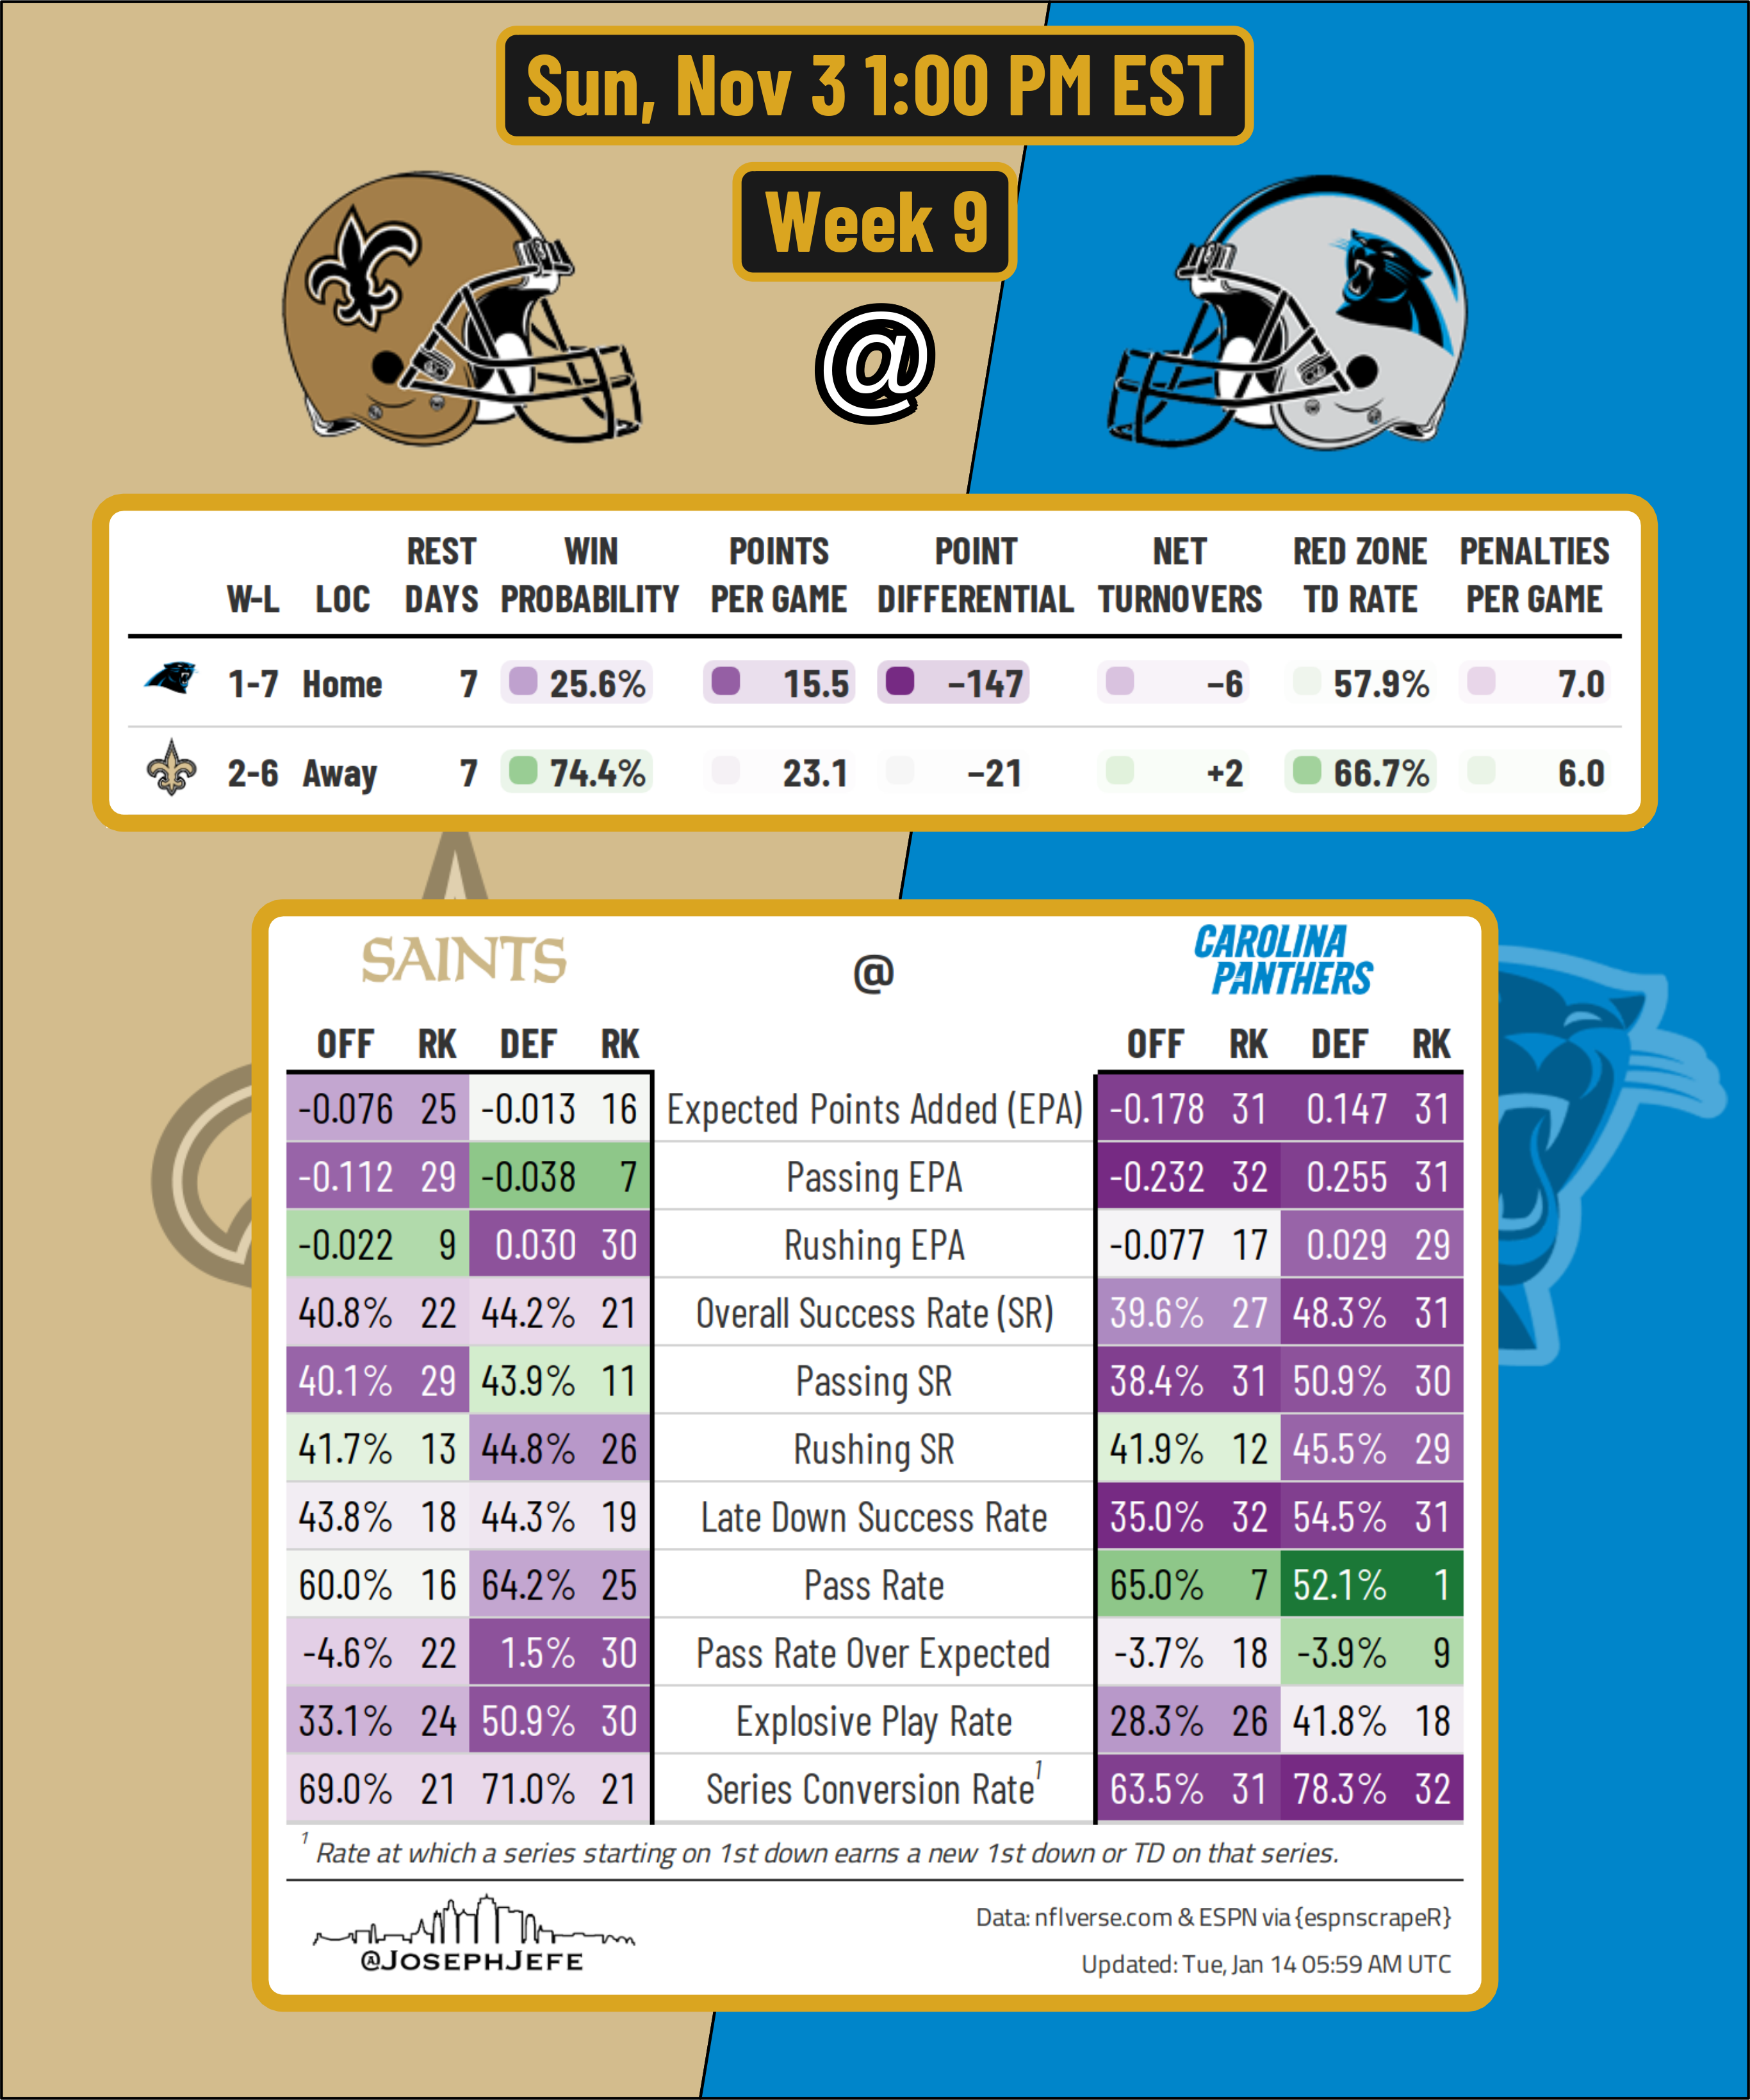 Sun, Nov 3 1:00 PM EST
Week 9
@
W-L LOC REST DAYS WIN PROBABILITY POINTS PER GAME POINT DIFFERENTIAL NET TURNOVERS RED ZONE TD RATE PENALTIES PER GAME
1-7 Home 7 25.6% 15.5 −147 −6 57.9% 7.0
2-6 Away 7 74.4% 23.1 −21 +2 66.7% 6.0
SAINTS @ CAROLINA PANTHERS
OFF RK DEF RK OFF RK DEF RK
-0.076 25 -0.013 16 Expected Points Added (EPA) -0.178 31 0.147 31
-0.112 29 -0.038 7 Passing EPA -0.232 32 0.255 31
-0.022 9 0.030 30 Rushing EPA -0.077 17 0.029 29
40.8% 22 44.2% 21 Overall Success Rate (SR) 39.6% 27 48.3% 31
40.1% 29 43.9% 11 Passing SR 38.4% 31 50.9% 30
41.7% 13 44.8% 26 Rushing SR 41.9% 12 45.5% 29
43.8% 18 44.3% 19 Late Down Success Rate 35.0% 32 54.5% 31
60.0% 16 64.2% 25 Pass Rate 65.0% 7 52.1% 1
-4.6% 22 1.5% 30 Pass Rate Over Expected -3.7% 18 -3.9% 9
33.1% 24 50.9% 30 Explosive Play Rate 28.3% 26 41.8% 18
69.0% 21 71.0% 21 Series Conversion Rate1 63.5% 31 78.3% 32
1 Rate at which a series starting on 1st down earns a new 1st down or TD on that series.
@JOSEPHJEFE
Data: nflverse.com & ESPN via {espnscrapeR}
Updated: Tue, Jan 14 05:59 AM UTC